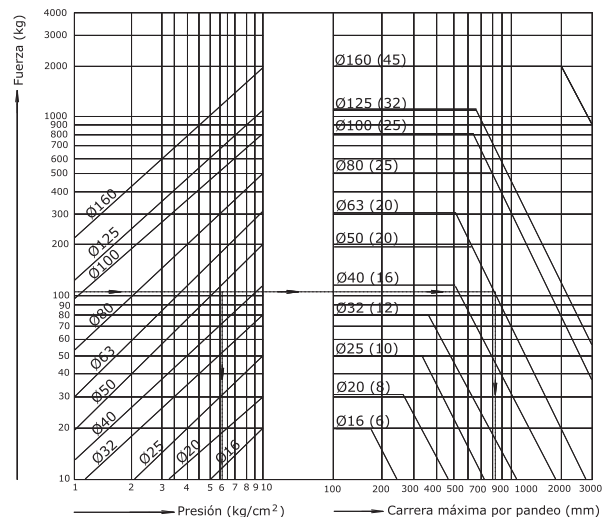 Fuerza (kg)
4000
3000
2000
1000
900
800
700
600
500
400
300
200
100
90
80
70
60
50
40
30
20
10
Ø160
Ø125
Ø100
Ø80
Ø63
Ø50
Ø40
Ø32
Ø25
Ø20
Ø16
1 2 3 4 5 6 7 8 9 10
Presión (kg/cm²)
Ø160 (45)
Ø125 (32)
Ø100 (25)
Ø80 (25)
Ø63 (20)
Ø50 (20)
Ø40 (16)
Ø32 (12)
Ø25 (10)
Ø20 (8)
Ø16 (6)
100 200 300 400 500 600 700 800 900 1000 2000 3000
Carrera máxima por pandeo (mm)